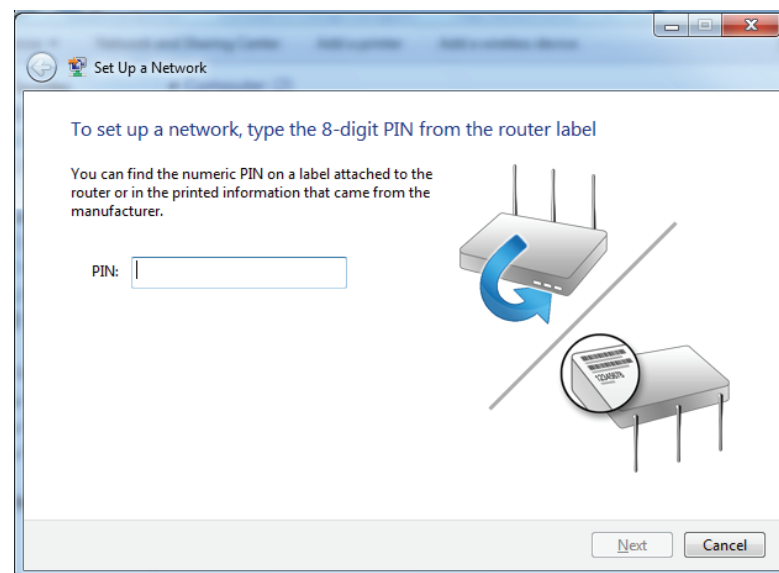 Set Up a Network
To set up a network, type the 8-digit PIN from the router label
You can find the numeric PIN on a label attached to the
router or in the printed information that came from the
manufacturer.
PIN:
12345678
Next
Cancel